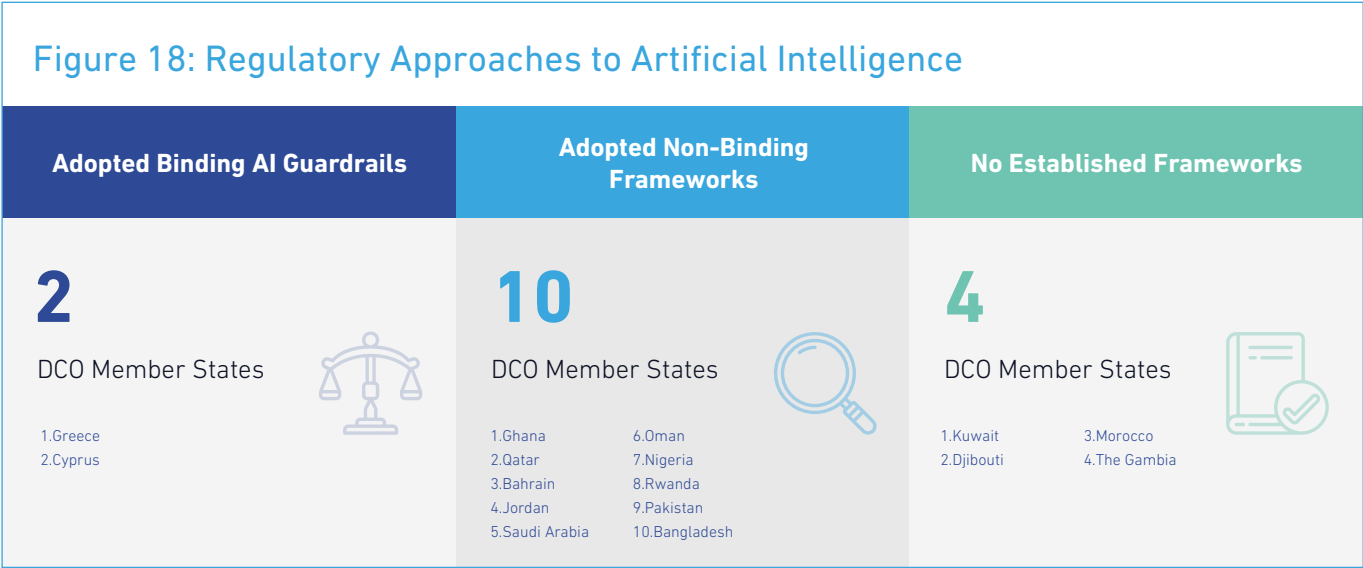 Figure 18: Regulatory Approaches to Artificial Intelligence
Adopted Binding AI Guardrails
Adopted Non-Binding
Frameworks
No Established Frameworks
2
DCO Member States
1.Greece
2.Cyprus
10
DCO Member States
1.Ghana
2.Qatar
3.Bahrain
4.Jordan
5.Saudi Arabia
6.Oman
7.Nigeria
8.Rwanda
9.Pakistan
10.Bangladesh
4
DCO Member States
1.Kuwait
2.Djibouti
3.Morocco
4.The Gambia